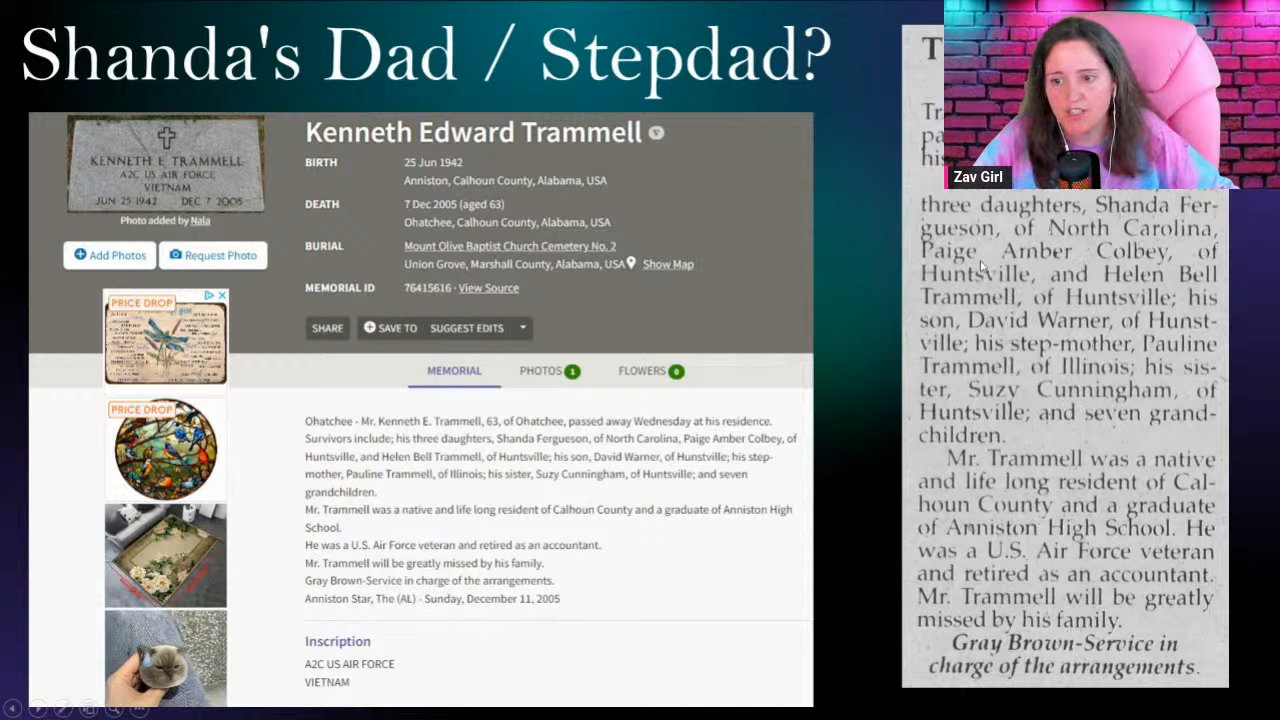 Shanda's Dad / Stepdad?
KENNETH E TRAMMELL
A2C US AIR FORCE
VIETNAM
JUN 25 1942 DEC 7 2005
Photo added by Nala
Add Photos
Request Photo
PRICE DROP
PRICE DROP
Kenneth Edward Trammell V
BIRTH 25 Jun 1942
Anniston, Calhoun County, Alabama, USA
DEATH 7 Dec 2005 (aged 63)
Ohatchee, Calhoun County, Alabama, USA
BURIAL Mount Olive Baptist Church Cemetery No. 2
Union Grove, Marshall County, Alabama, USA Show Map
MEMORIAL ID 76415616 · View Source
SHARE SAVE TO SUGGEST EDITS
MEMORIAL PHOTOS 1 FLOWERS 0
Ohatchee - Mr. Kenneth E. Trammell, 63, of Ohatchee, passed away Wednesday at his residence.
Survivors include; his three daughters, Shanda Fergueson, of North Carolina, Paige Amber Colbey, of
Huntsville, and Helen Bell Trammell, of Huntsville; his son, David Warner, of Hunstville; his step-
mother, Pauline Trammell, of Illinois; his sister, Suzy Cunningham, of Huntsville; and seven
grandchildren.
Mr. Trammell was a native and life long resident of Calhoun County and a graduate of Anniston High
School.
He was a U.S. Air Force veteran and retired as an accountant.
Mr. Trammell will be greatly missed by his family.
Gray Brown-Service in charge of the arrangements.
Anniston Star, The (AL) - Sunday, December 11, 2005
Inscription
A2C US AIR FORCE
VIETNAM
Zav Girl
three daughters, Shanda Fer-
gueson, of North Carolina,
Paige Amber Colbey, of
Huntsville, and Helen Bell
Trammell, of Huntsville; his
son, David Warner, of Hunst-
ville; his step-mother, Pauline
Trammell, of Illinois; his sis-
ter, Suzy Cunningham, of
Huntsville; and seven grand-
children.
Mr. Trammell was a native
and life long resident of Cal-
houn County and a graduate
of Anniston High School. He
was a U.S. Air Force veteran
and retired as an accountant.
Mr. Trammell will be greatly
missed by his family.
Gray Brown-Service in
charge of the arrangements.